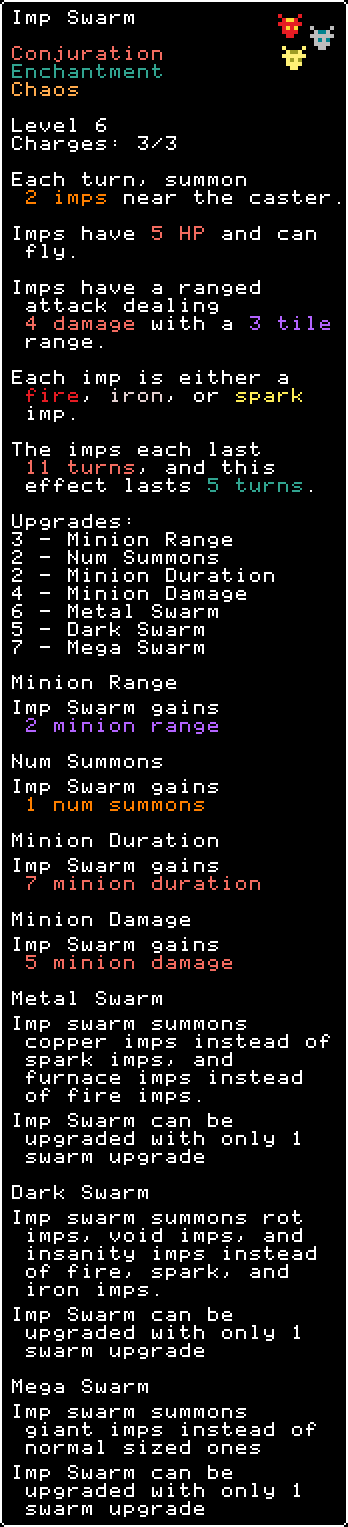 Imp Swarm
Conjuration
Enchantment
Chaos
Level 6
Charges: 3/3
Each turn, summon
2 imps near the caster.
Imps have 5 HP and can
fly.
Imps have a ranged
attack dealing
4 damage with a 3 tile
range.
Each imp is either a
fire, iron, or spark
imp.
The imps each last
11 turns, and this
effect lasts 5 turns.
Upgrades:
3 - Minion Range
2 - Num Summons
2 - Minion Duration
4 - Minion Damage
6 - Metal Swarm
5 - Dark Swarm
7 - Mega Swarm
Minion Range
Imp Swarm gains
2 minion range
Num Summons
Imp Swarm gains
1 num summons
Minion Duration
Imp Swarm gains
7 minion duration
Minion Damage
Imp Swarm gains
5 minion damage
Metal Swarm
Imp swarm summons
copper imps instead of
spark imps, and
furnace imps instead
of fire imps.
Imp Swarm can be
upgraded with only 1
swarm upgrade
Dark Swarm
Imp swarm summons rot
imps, void imps, and
insanity imps instead
of fire, spark, and
iron imps.
Imp Swarm can be
upgraded with only 1
swarm upgrade
Mega Swarm
Imp swarm summons
giant imps instead of
normal sized ones
Imp Swarm can be
upgraded with only 1
swarm upgrade